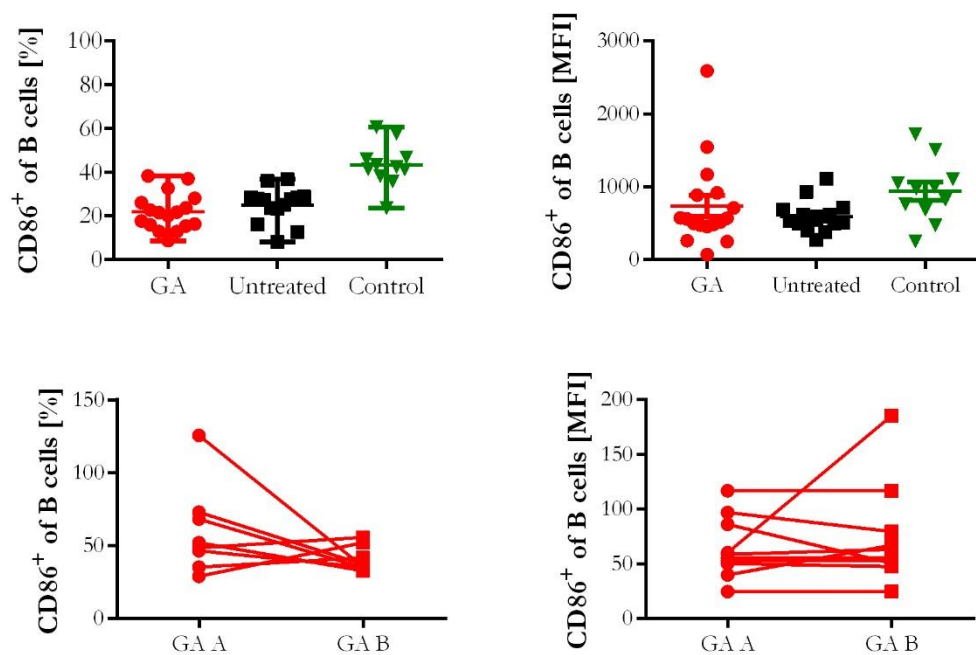 CD86⁺ of B cells [%]
100
80
60
40
20
0
GA Untreated Control
CD86⁺ of B cells [MFI]
3000
2000
1000
0
GA Untreated Control
CD86⁺ of B cells [%]
150
100
50
0
GA A GA B
CD86⁺ of B cells [MFI]
200
150
100
50
0
GA A GA B